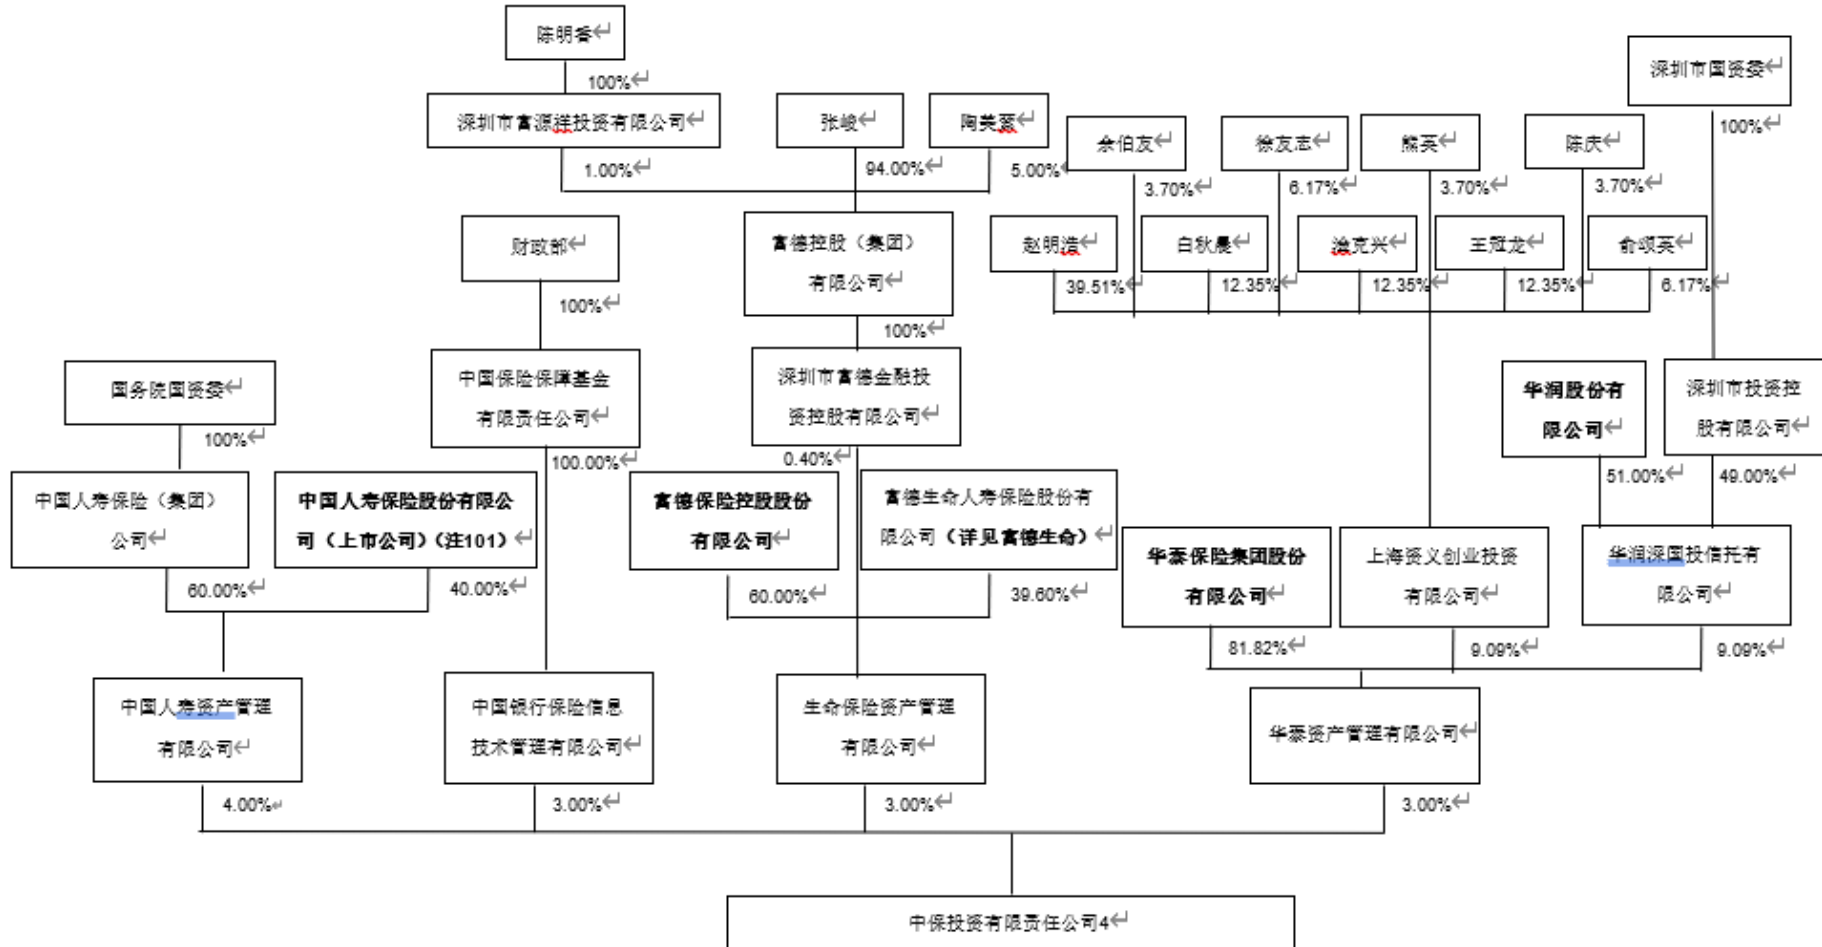 陈明香
100%
深圳市国资委
100%
深圳市富源祥投资有限公司
张峻
陶美萱
1.00%
94.00%
5.00%
余伯友
徐友志
熊英
陈庆
3.70%
6.17%
3.70%
3.70%
财政部
100%
富德控股（集团）
有限公司
100%
赵明浩
白秋晨
涂克兴
王冠龙
俞颂英
39.51%
12.35%
12.35%
12.35%
6.17%
国务院国资委
100%
中国保险保障基金
有限责任公司
100.00%
深圳市富德金融投
资控股有限公司
0.40%
华润股份有
限公司
51.00%
深圳市投资控
股有限公司
49.00%
中国人寿保险（集团）
公司
60.00%
中国人寿保险股份有限公
司（上市公司）（注101）
40.00%
富德保险控股股份
有限公司
60.00%
富德生命人寿保险股份有
限公司（详见富德生命）
39.60%
华泰保险集团股份
有限公司
81.82%
上海资义创业投资
有限公司
9.09%
华润深国投信托有
限公司
9.09%
中国人寿资产管理
有限公司
4.00%
中国银行保险信息
技术管理有限公司
3.00%
生命保险资产管理
有限公司
3.00%
华泰资产管理有限公司
3.00%
中保投资有限责任公司4